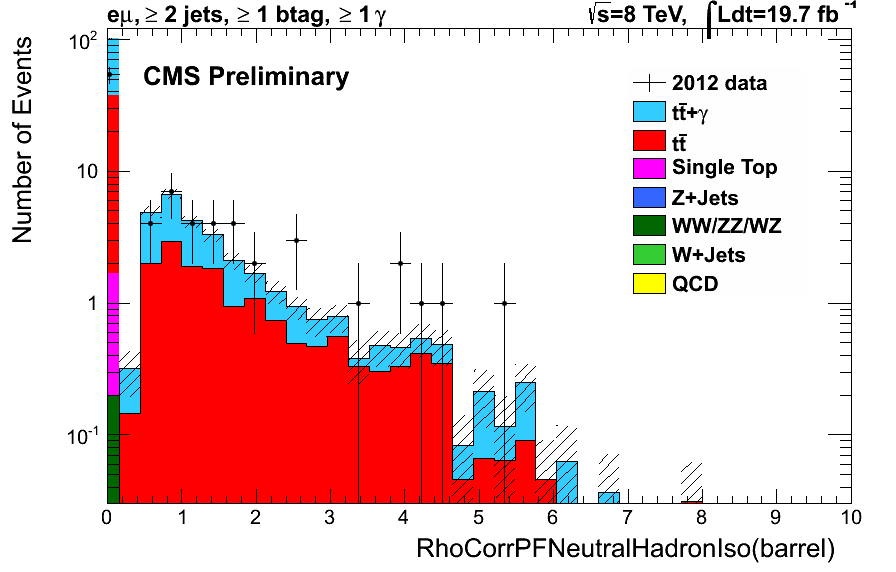 eμ, ≥ 2 jets, ≥ 1 btag, ≥ 1 γ √s=8 TeV, ∫Ldt=19.7 fb⁻¹
CMS Preliminary
Number of Events
10²
10
1
10⁻¹
2012 data
tt̄+γ
tt̄
Single Top
Z+Jets
WW/ZZ/WZ
W+Jets
QCD
0 1 2 3 4 5 6 7 8 9 10
RhoCorrPFNeutralHadronIso(barrel)